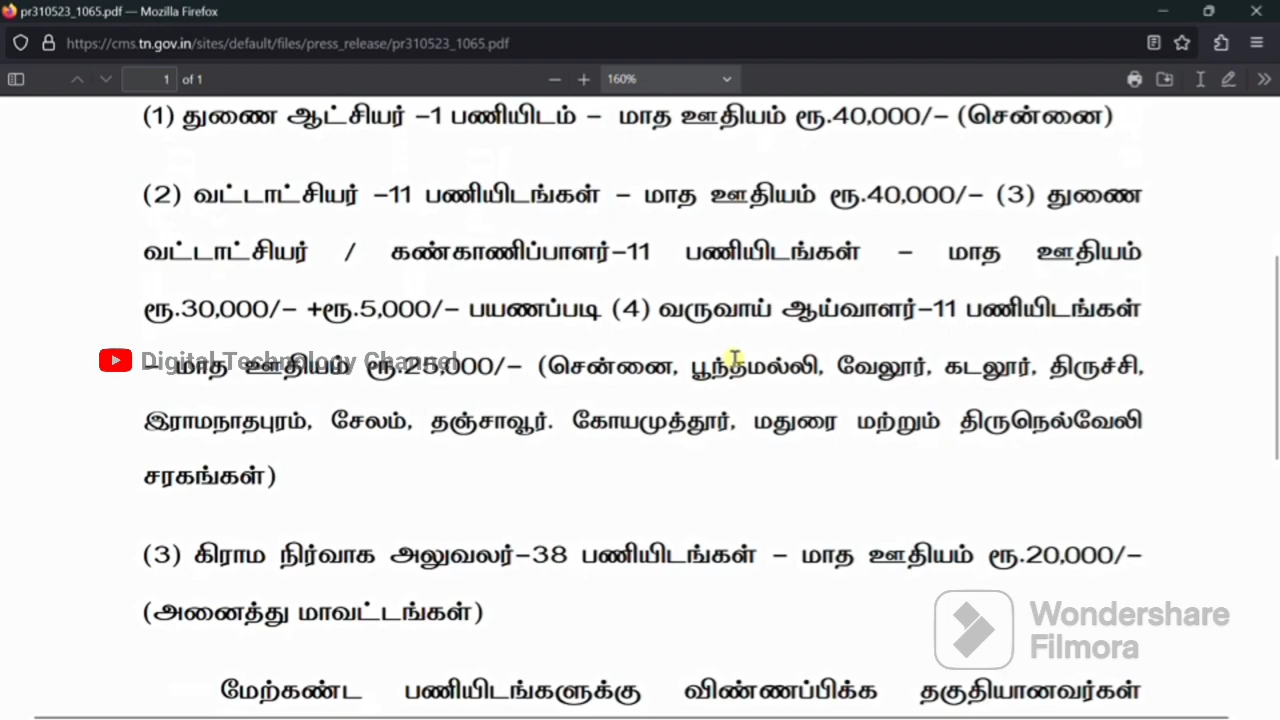 pr310523_1065.pdf — Mozilla Firefox
https://cms.tn.gov.in/sites/default/files/press_release/pr310523_1065.pdf
1 of 1
160%
(1) துணை ஆட்சியர் –1 பணியிடம் – மாத ஊதியம் ரூ.40,000/– (சென்னை)
(2) வட்டாட்சியர் –11 பணியிடங்கள் – மாத ஊதியம் ரூ.40,000/– (3) துணை
வட்டாட்சியர் / கண்காணிப்பாளர்–11 பணியிடங்கள் – மாத ஊதியம்
ரூ.30,000/– +ரூ.5,000/– பயணப்படி (4) வருவாய் ஆய்வாளர்–11 பணியிடங்கள்
– மாத ஊதியம் ரூ.25,000/– (சென்னை, பூந்தமல்லி, வேலூர், கடலூர், திருச்சி,
Digital Technology Channel
இராமநாதபுரம், சேலம், தஞ்சாவூர். கோயமுத்தூர், மதுரை மற்றும் திருநெல்வேலி
சரகங்கள்)
(3) கிராம நிர்வாக அலுவலர்–38 பணியிடங்கள் – மாத ஊதியம் ரூ.20,000/–
(அனைத்து மாவட்டங்கள்)
Wondershare
Filmora
மேற்கண்ட பணியிடங்களுக்கு விண்ணப்பிக்க தகுதியானவர்கள்